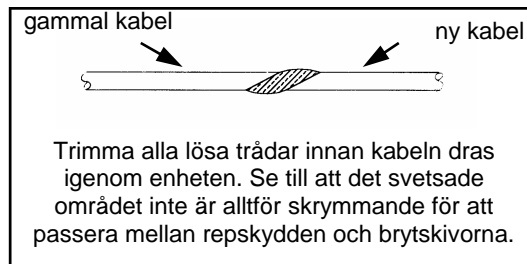 gammal kabel
ny kabel
Trimma alla lösa trådar innan kabeln dras
igenom enheten. Se till att det svetsade
området inte är alltför skrymmande för att
passera mellan repskydden och brytskivorna.